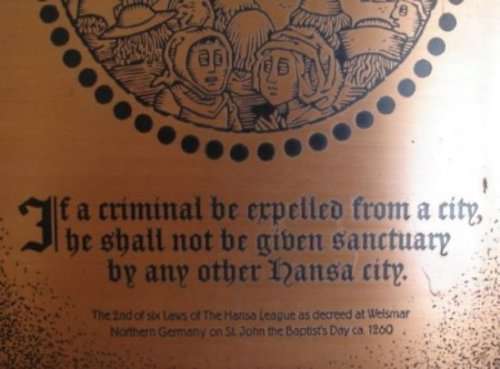 If a criminal be expelled from a city,
he shall not be given sanctuary
by any other Hansa city.
The 2nd of six Laws of The Hansa League as decreed at Weismar
Northern Germany on St. John the Baptist's Day ca. 1260